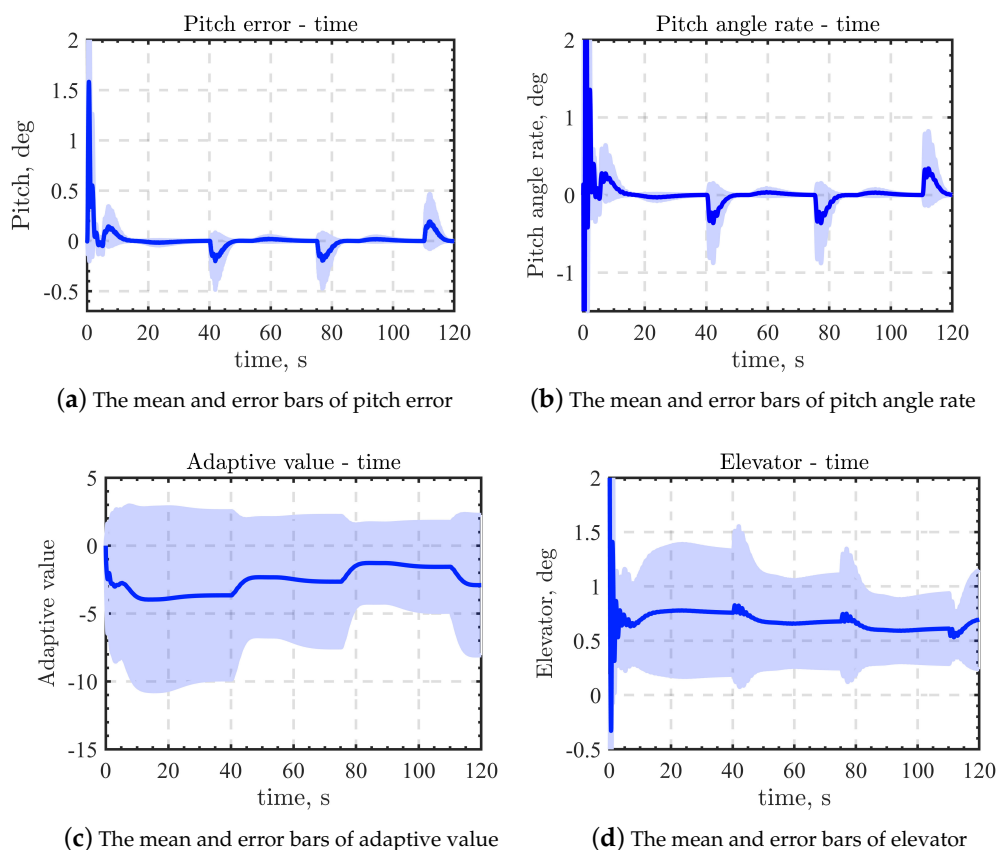 Pitch error - time
2
1.5
1
0.5
0
-0.5
Pitch, deg
0 20 40 60 80 100 120
time, s
(a) The mean and error bars of pitch error
Pitch angle rate - time
2
1
0
-1
Pitch angle rate, deg
0 20 40 60 80 100 120
time, s
(b) The mean and error bars of pitch angle rate
Adaptive value - time
5
0
-5
-10
-15
Adaptive value
0 20 40 60 80 100 120
time, s
(c) The mean and error bars of adaptive value
Elevator - time
2
1.5
1
0.5
0
-0.5
Elevator, deg
0 20 40 60 80 100 120
time, s
(d) The mean and error bars of elevator